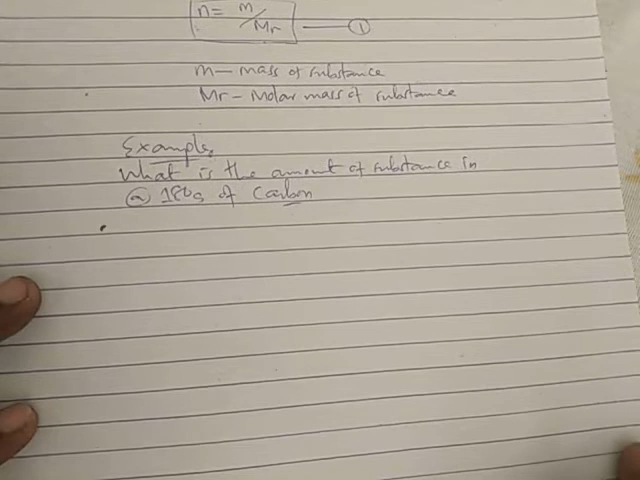 n = m/Mr ——— ①
m — mass of substance
Mr — Molar mass of substance
Example
What is the amount of substance in
ⓐ 180g of Carbon